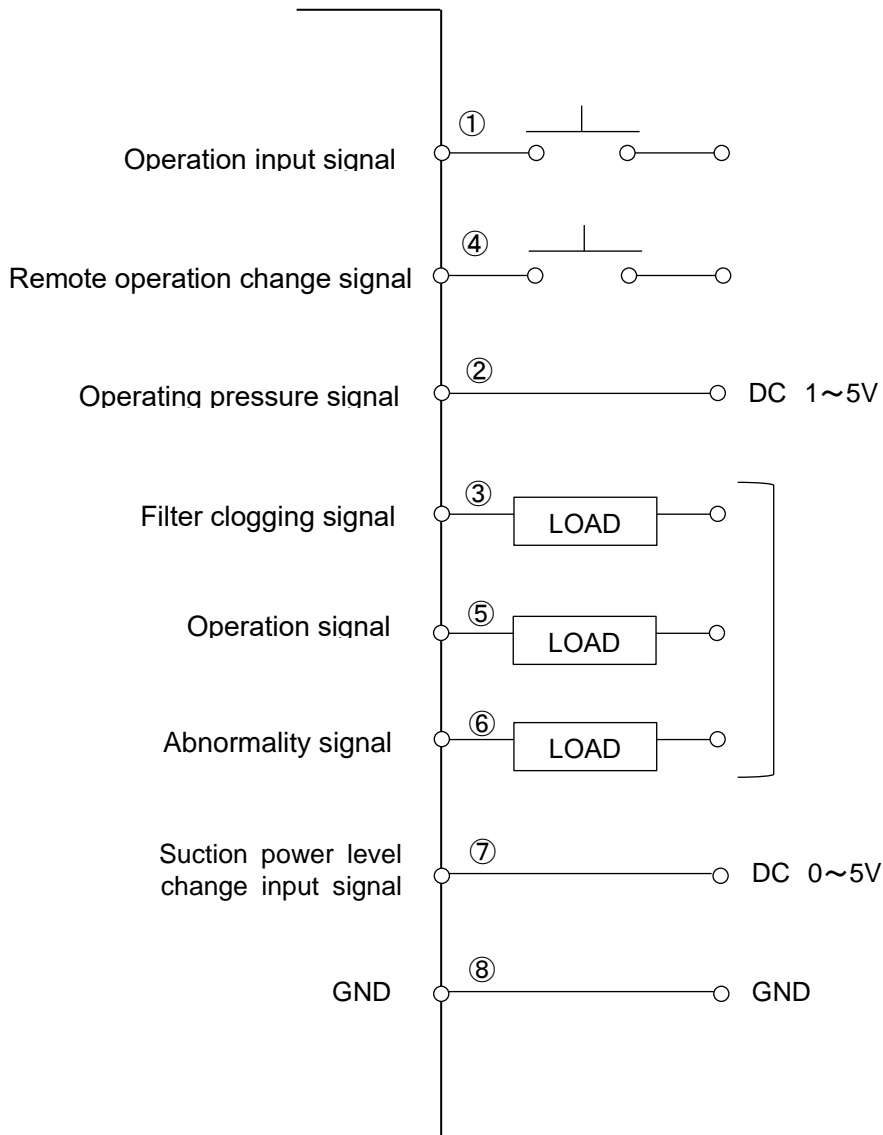 ①
Operation input signal
④
Remote operation change signal
②
Operating pressure signal DC 1～5V
③
Filter clogging signal LOAD
⑤
Operation signal LOAD
⑥
Abnormality signal LOAD
⑦
Suction power level
change input signal DC 0～5V
⑧
GND GND